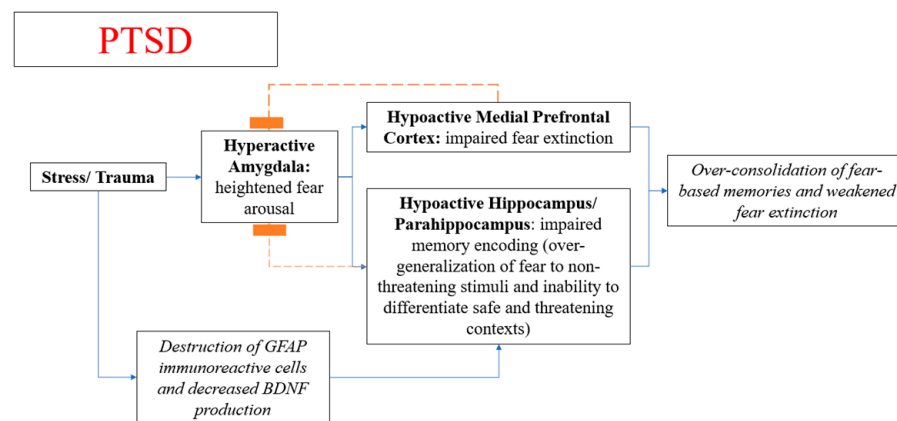 PTSD
Hypoactive Medial Prefrontal
Cortex: impaired fear extinction
Hyperactive
Amygdala:
heightened fear
arousal
Stress/ Trauma
Over-consolidation of fear-
based memories and weakened
fear extinction
Hypoactive Hippocampus/
Parahippocampus: impaired
memory encoding (over-
generalization of fear to non-
threatening stimuli and inability to
differentiate safe and threatening
contexts)
Destruction of GFAP
immunoreactive cells
and decreased BDNF
production